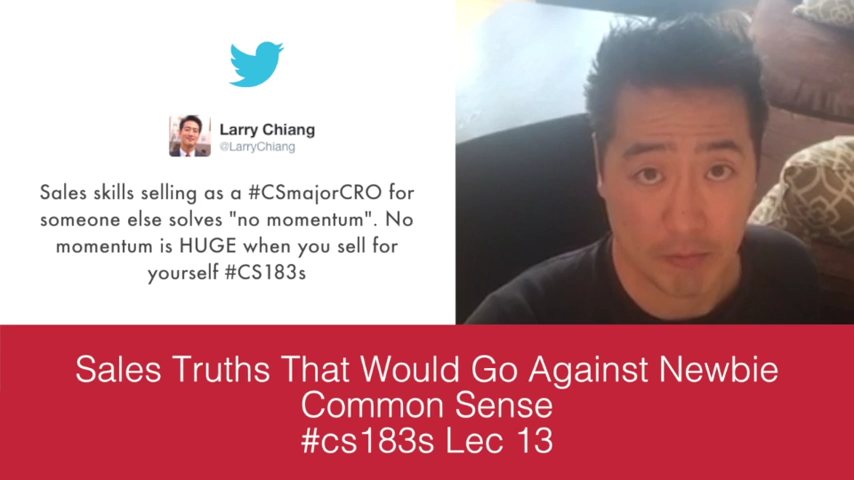 Larry Chiang
@LarryChiang
Sales skills selling as a #CSmajorCRO for
someone else solves "no momentum". No
momentum is HUGE when you sell for
yourself #CS183s
Sales Truths That Would Go Against Newbie
Common Sense
#cs183s Lec 13